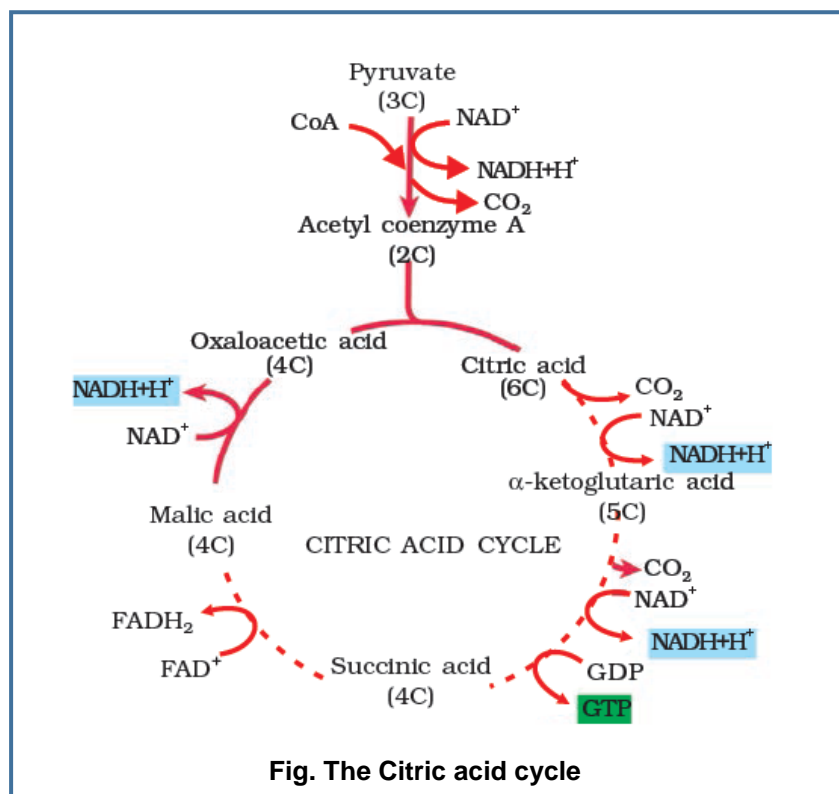 Pyruvate
(3C)
CoA
NAD⁺
NADH+H⁺
CO₂
Acetyl coenzyme A
(2C)
Oxaloacetic acid
(4C)
Citric acid
(6C)
CO₂
NAD⁺
NADH+H⁺
NADH+H⁺
NAD⁺
α-ketoglutaric acid
(5C)
Malic acid
(4C)
CITRIC ACID CYCLE
CO₂
NAD⁺
NADH+H⁺
FADH₂
FAD⁺
Succinic acid
(4C)
GDP
GTP
Fig. The Citric acid cycle